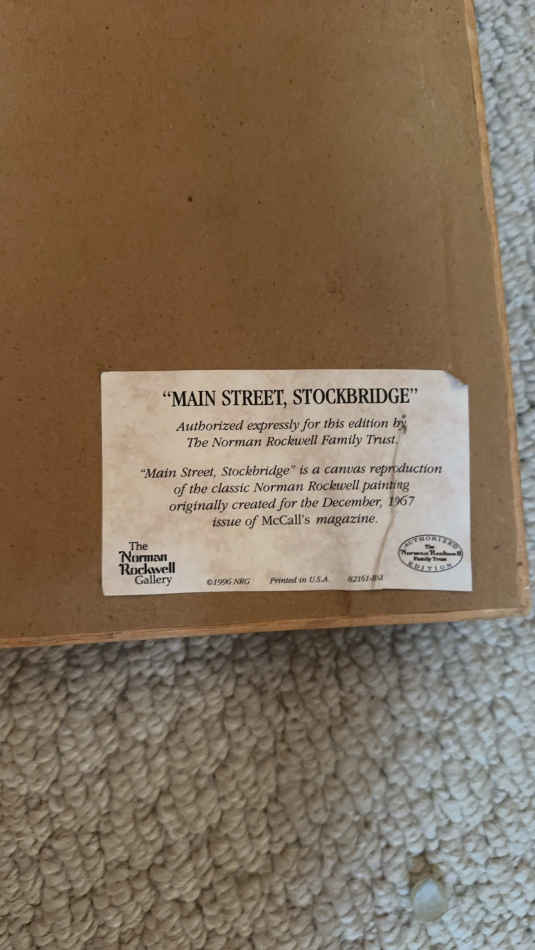 “MAIN STREET, STOCKBRIDGE”
Authorized expressly for this edition by
The Norman Rockwell Family Trust.
“Main Street, Stockbridge” is a canvas reproduction
of the classic Norman Rockwell painting
originally created for the December, 1967
issue of McCall's magazine.
The
Norman
Rockwell
Gallery
©1996 NRG Printed in U.S.A.
AUTHORIZED
The
Norman Rockwell
Family Trust
EDITION